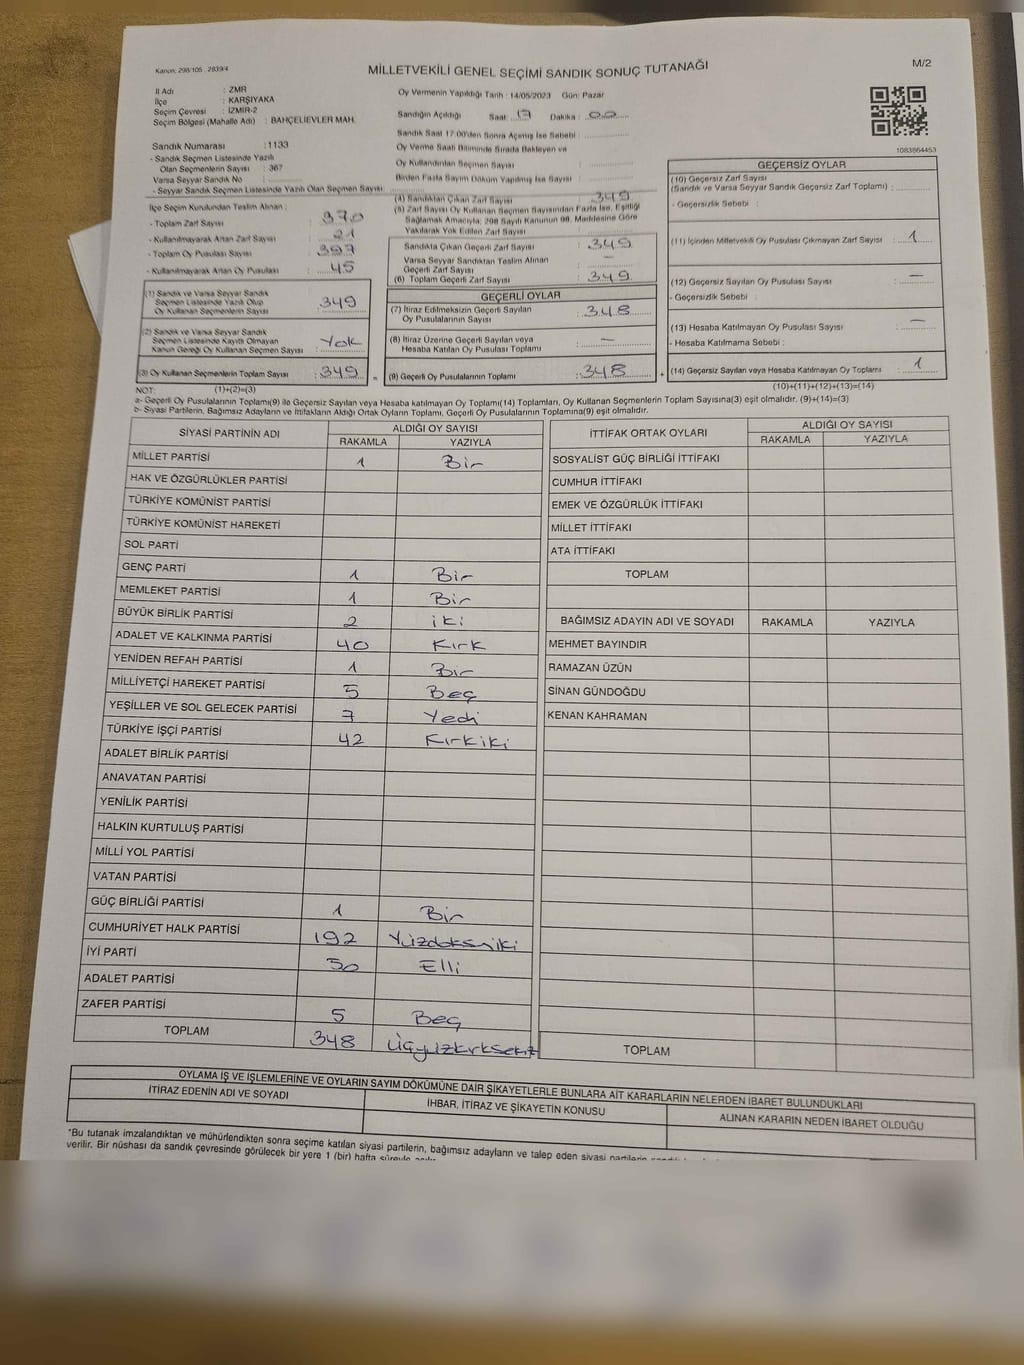 Kanun: 298/105 , 2839/4
MİLLETVEKİLİ GENEL SEÇİMİ SANDIK SONUÇ TUTANAĞI
M/2
İl Adı : ZMR
İlçe : KARŞIYAKA
Seçim Çevresi : İZMİR-2
Seçim Bölgesi (Mahalle Adı) : BAHÇELİEVLER MAH.
Oy Vermenin Yapıldığı Tarih : 14/05/2023 Gün: Pazar
Sandığın Açıldığı Saat : 17 Dakika : 00
Sandık Saat 17:00'den Sonra Açılmış İse Sebebi :
Oy Verme Saati Bitiminde Sırada Bekleyen ve
Oy Kullandırılan Seçmen Sayısı :
Birden Fazla Sayım Döküm Yapılmış İse Sayısı :
1083864453
Sandık Numarası : 1133
- Sandık Seçmen Listesinde Yazılı
Olan Seçmenlerin Sayısı : 367
Varsa Seyyar Sandık No :
- Seyyar Sandık Seçmen Listesinde Yazılı Olan Seçmen Sayısı :
İlçe Seçim Kurulundan Teslim Alınan :
- Toplam Zarf Sayısı : 370
- Kullanılmayarak Artan Zarf Sayısı : 21
- Toplam Oy Pusulası : 397
- Kullanılmayarak Artan Oy Pusulası : 45
(4) Sandıktan Çıkan Zarf Sayısı : 349
(5) Zarf Sayısı Oy Kullanan Seçmen Sayısından Fazla İse, Eşitliği
Sağlamak Amacıyla, 298 Sayılı Kanunun 98. Maddesine Göre
Yakılarak Yok Edilen Zarf Sayısı :
Sandıkta Çıkan Geçerli Zarf Sayısı : 349
Varsa Seyyar Sandıktan Teslim Alınan
Geçerli Zarf Sayısı : –
(6) Toplam Geçerli Zarf Sayısı : 349
(1) Sandık ve Varsa Seyyar Sandık
Seçmen Listesinde Yazılı Olup
Oy Kullanan Seçmenlerin Sayısı : 349
(2) Sandık ve Varsa Seyyar Sandık
Seçmen Listesinde Kayıtlı Olmayan
Kanun Gereği Oy Kullanan Seçmen Sayısı : Yok
(3) Oy Kullanan Seçmenlerin Toplam Sayısı : 349 =
GEÇERLİ OYLAR
(7) İtiraz Edilmeksizin Geçerli Sayılan
Oy Pusulalarının Sayısı : 348
(8) İtiraz Üzerine Geçerli Sayılan veya
Hesaba Katılan Oy Pusulası Toplamı : –
(9) Geçerli Oy Pusulalarının Toplamı : 348 +
GEÇERSİZ OYLAR
(10) Geçersiz Zarf Sayısı
(Sandık ve Varsa Seyyar Sandık Geçersiz Zarf Toplamı) :
- Geçersizlik Sebebi :
(11) İçinden Milletvekili Oy Pusulası Çıkmayan Zarf Sayısı : 1
(12) Geçersiz Sayılan Oy Pusulası Sayısı : –
- Geçersizlik Sebebi :
(13) Hesaba Katılmayan Oy Pusulası Sayısı : –
- Hesaba Katılmama Sebebi :
(14) Geçersiz Sayılan veya Hesaba Katılmayan Oy Toplamı : 1
NOT: (1)+(2)=(3) (10)+(11)+(12)+(13)=(14)
a- Geçerli Oy Pusulalarının Toplamı(9) ile Geçersiz Sayılan veya Hesaba katılmayan Oy Toplamı(14) Toplamları, Oy Kullanan Seçmenlerin Toplam Sayısına(3) eşit olmalıdır. (9)+(14)=(3)
b- Siyasi Partilerin, Bağımsız Adayların ve İttifakların Aldığı Ortak Oyların Toplamı, Geçerli Oy Pusulalarının Toplamına(9) eşit olmalıdır.
SİYASİ PARTİNİN ADI ALDIĞI OY SAYISI
RAKAMLA YAZIYLA
MİLLET PARTİSİ 1 Bir
HAK VE ÖZGÜRLÜKLER PARTİSİ
TÜRKİYE KOMÜNİST PARTİSİ
TÜRKİYE KOMÜNİST HAREKETİ
SOL PARTİ
GENÇ PARTİ 1 Bir
MEMLEKET PARTİSİ 1 Bir
BÜYÜK BİRLİK PARTİSİ 2 iki
ADALET VE KALKINMA PARTİSİ 40 Kırk
YENİDEN REFAH PARTİSİ 1 Bir
MİLLİYETÇİ HAREKET PARTİSİ 5 Beş
YEŞİLLER VE SOL GELECEK PARTİSİ 7 Yedi
TÜRKİYE İŞÇİ PARTİSİ 42 Kırkiki
ADALET BİRLİK PARTİSİ
ANAVATAN PARTİSİ
YENİLİK PARTİSİ
HALKIN KURTULUŞ PARTİSİ
MİLLİ YOL PARTİSİ
VATAN PARTİSİ
GÜÇ BİRLİĞİ PARTİSİ 1 Bir
CUMHURİYET HALK PARTİSİ 192 Yüzdoksaniki
İYİ PARTİ 50 Elli
ADALET PARTİSİ
ZAFER PARTİSİ 5 Beş
TOPLAM 348 Üçyüzkırksekiz
İTTİFAK ORTAK OYLARI ALDIĞI OY SAYISI
RAKAMLA YAZIYLA
SOSYALİST GÜÇ BİRLİĞİ İTTİFAKI
CUMHUR İTTİFAKI
EMEK VE ÖZGÜRLÜK İTTİFAKI
MİLLET İTTİFAKI
ATA İTTİFAKI
TOPLAM
BAĞIMSIZ ADAYIN ADI VE SOYADI RAKAMLA YAZIYLA
MEHMET BAYINDIR
RAMAZAN ÜZÜN
SİNAN GÜNDOĞDU
KENAN KAHRAMAN
TOPLAM
OYLAMA İŞ VE İŞLEMLERİNE VE OYLARIN SAYIM DÖKÜMÜNE DAİR ŞİKAYETLERLE BUNLARA AİT KARARLARIN NELERDEN İBARET BULUNDUKLARI
İTİRAZ EDENİN ADI VE SOYADI İHBAR, İTİRAZ VE ŞİKAYETİN KONUSU ALINAN KARARIN NEDEN İBARET OLDUĞU
"Bu tutanak imzalandıktan ve mühürlendikten sonra seçime katılan siyasi partilerin, bağımsız adayların ve talep eden siyasi partilerin
verilir. Bir nüshası da sandık çevresinde görülecek bir yere 1 (bir) hafta süreyle